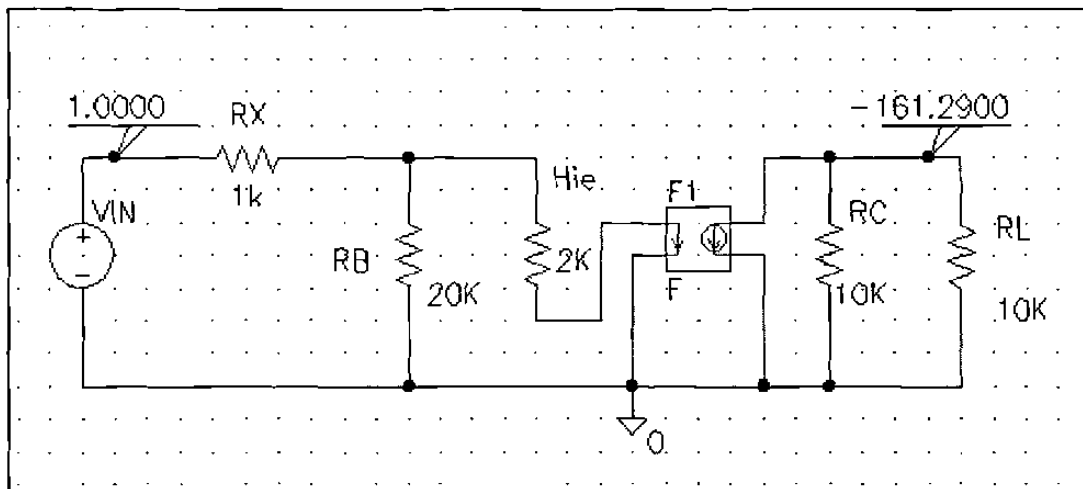 1.0000
RX
1k
VIN
+
−
RB
20K
Hie
2K
F1
F
-161.2900
RC
10K
RL
10K
0